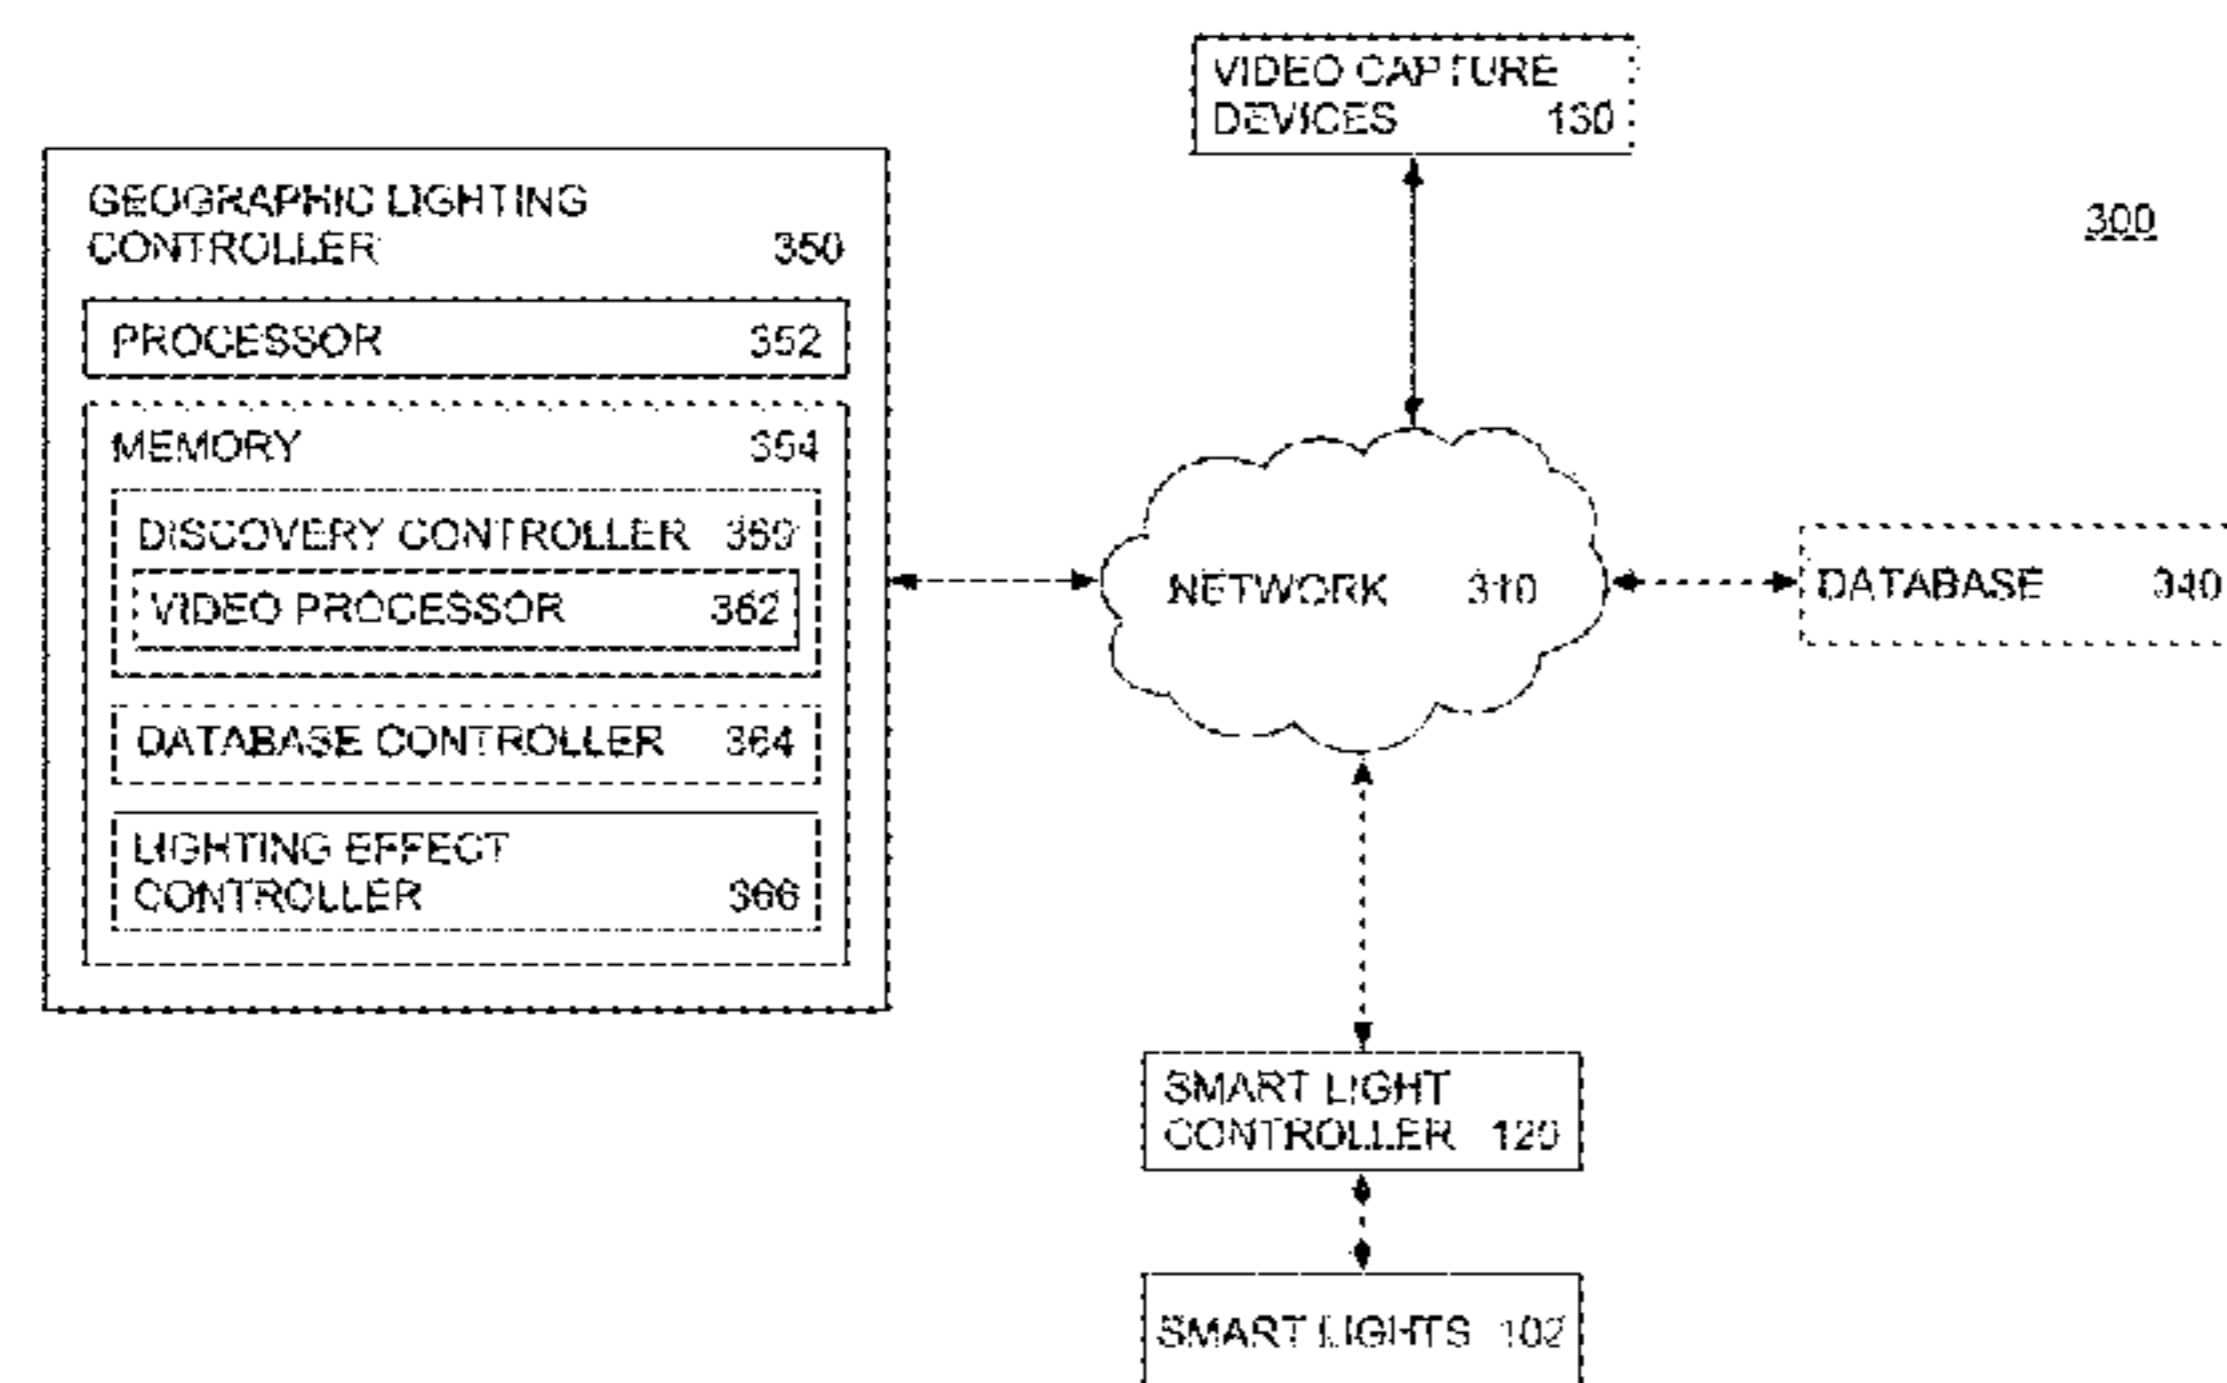 VIDEO CAPTURE
DEVICES 130
300
GEOGRAPHIC LIGHTING
CONTROLLER 350
PROCESSOR 352
MEMORY 354
DISCOVERY CONTROLLER 360
VIDEO PROCESSOR 362
DATABASE CONTROLLER 364
LIGHTING EFFECT
CONTROLLER 366
NETWORK 310
DATABASE 340
SMART LIGHT
CONTROLLER 120
SMART LIGHTS 102